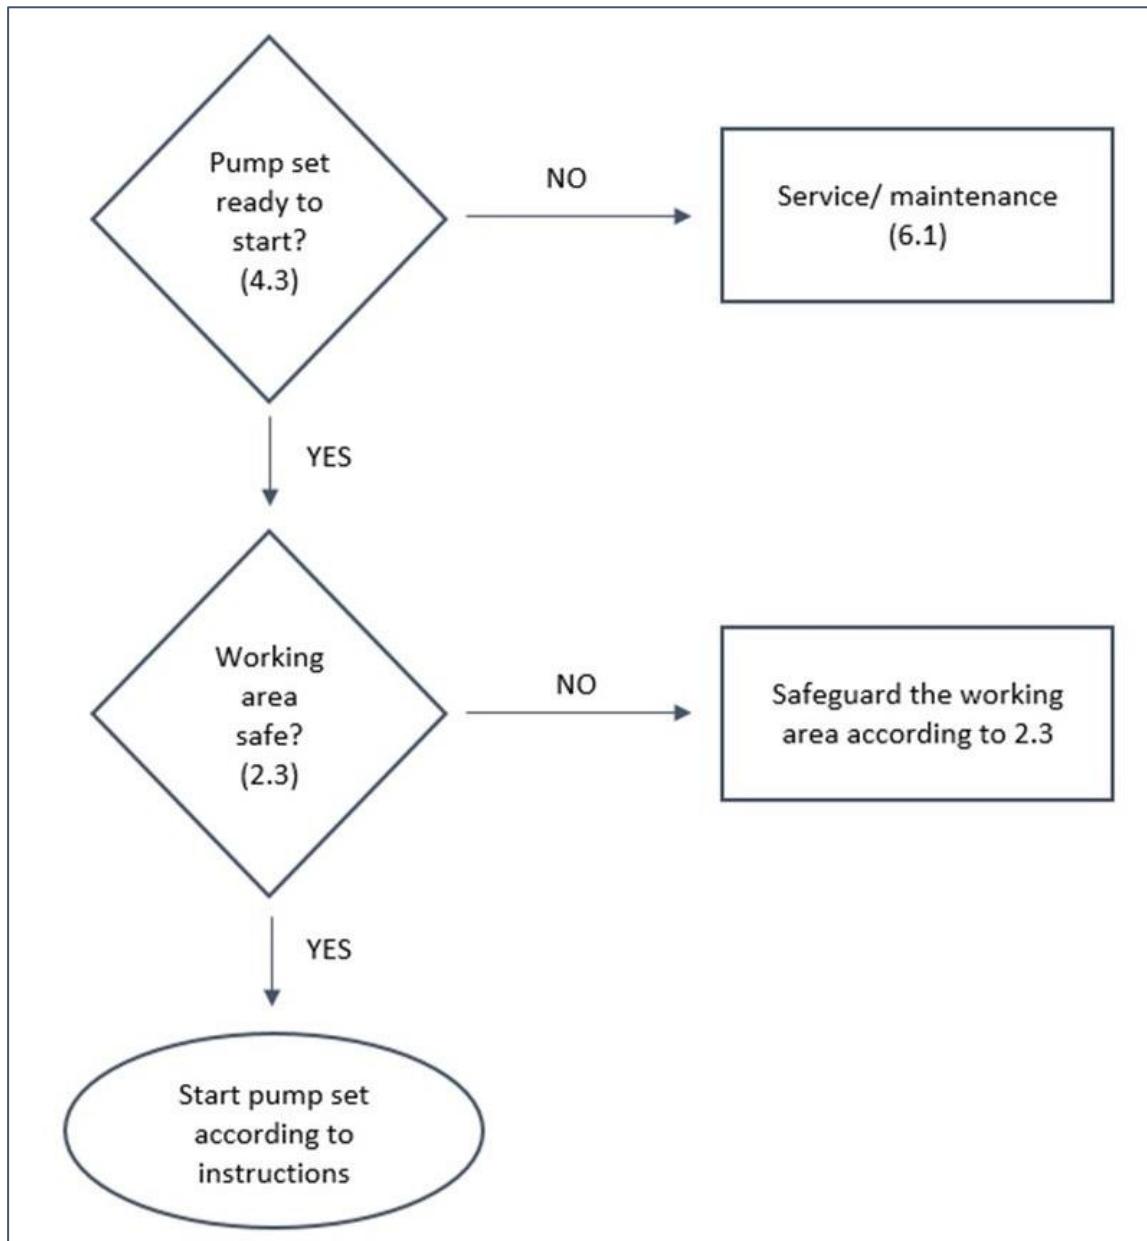 Pump set
ready to
start?
(4.3)
NO
Service/ maintenance
(6.1)
YES
Working
area
safe?
(2.3)
NO
Safeguard the working
area according to 2.3
YES
Start pump set
according to
instructions